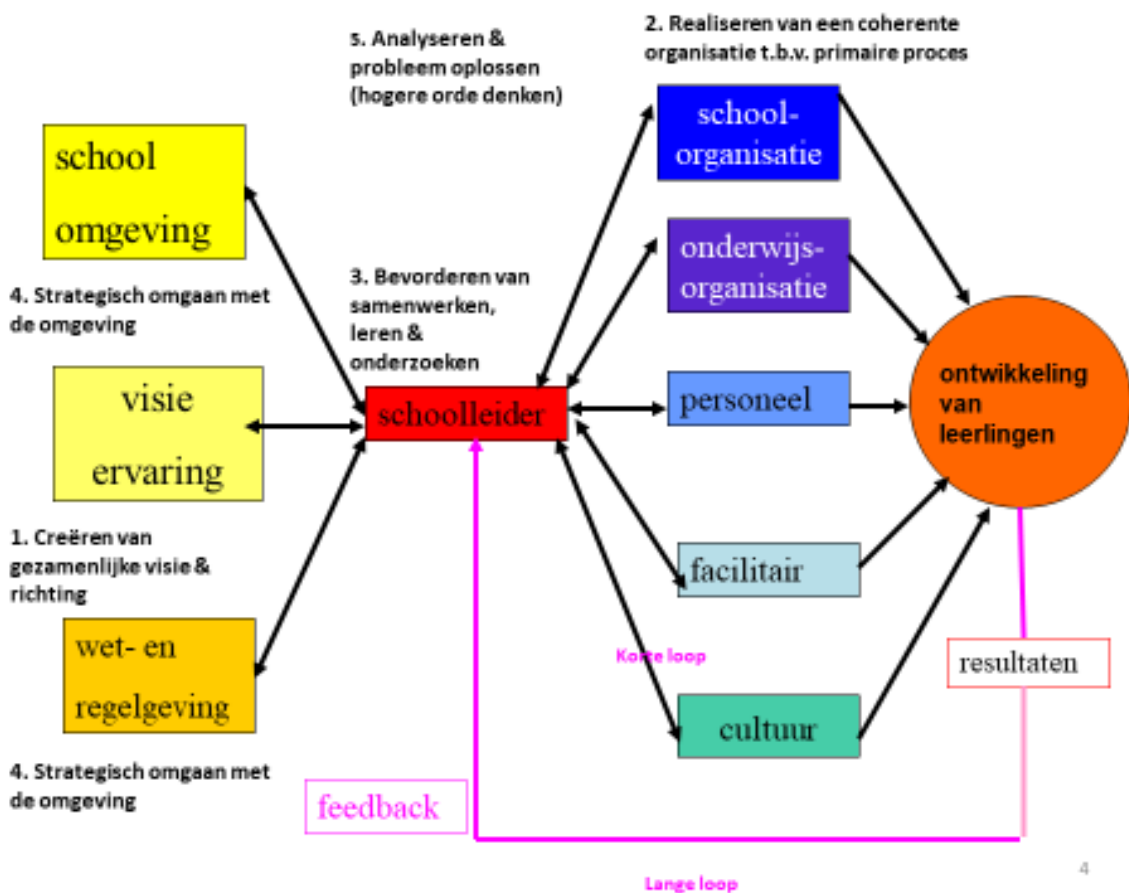 5. Analyseren &
probleem oplossen
(hogere orde denken)
2. Realiseren van een coherente
organisatie t.b.v. primaire proces
school
omgeving
4. Strategisch omgaan met
de omgeving
visie
ervaring
1. Creëren van
gezamenlijke visie &
richting
wet- en
regelgeving
4. Strategisch omgaan met
de omgeving
3. Bevorderen van
samenwerken,
leren &
onderzoeken
schoolleider
school-
organisatie
onderwijs-
organisatie
personeel
facilitair
cultuur
ontwikkeling
van
leerlingen
Korte loop
resultaten
feedback
Lange loop
4